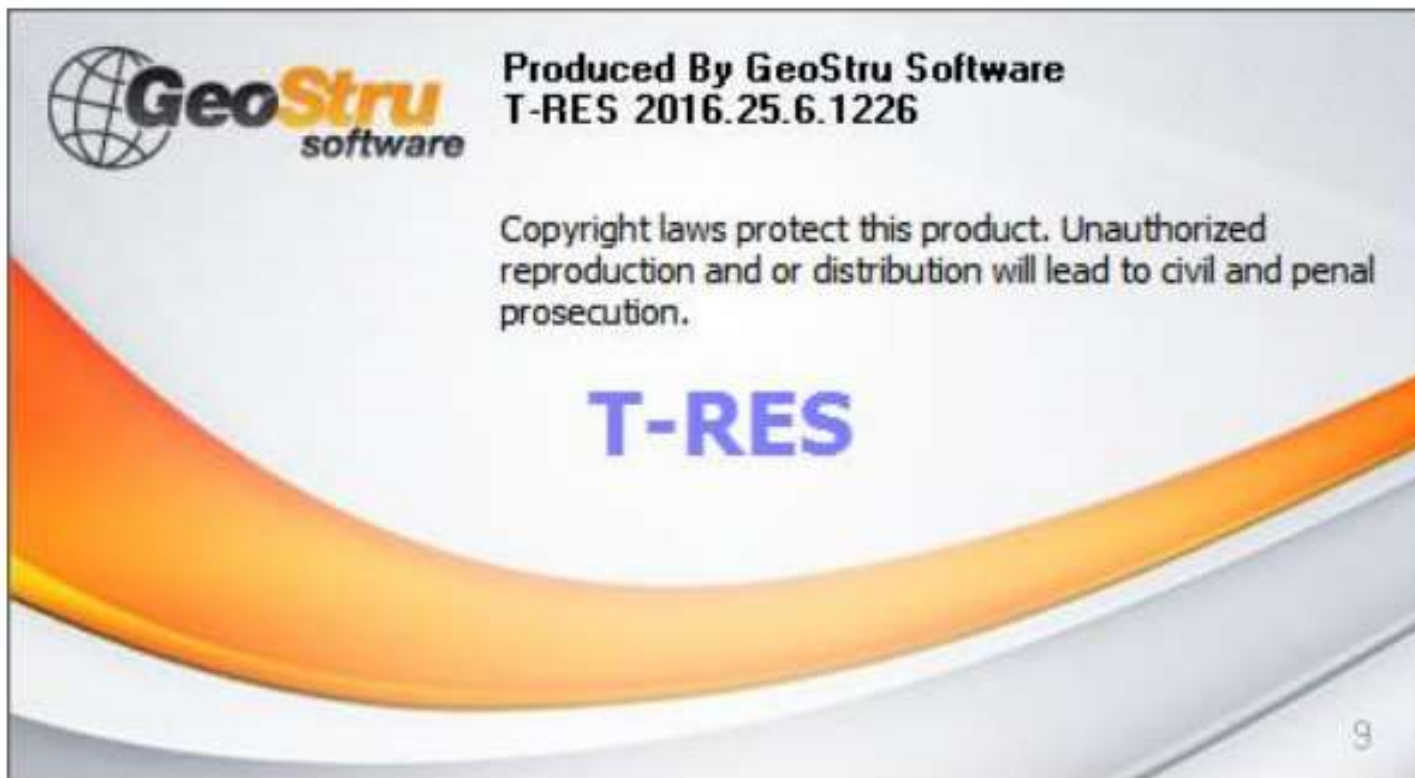 GeoStru
software
Produced By GeoStru Software
T-RES 2016.25.6.1226
Copyright laws protect this product. Unauthorized
reproduction and or distribution will lead to civil and penal
prosecution.
T-RES